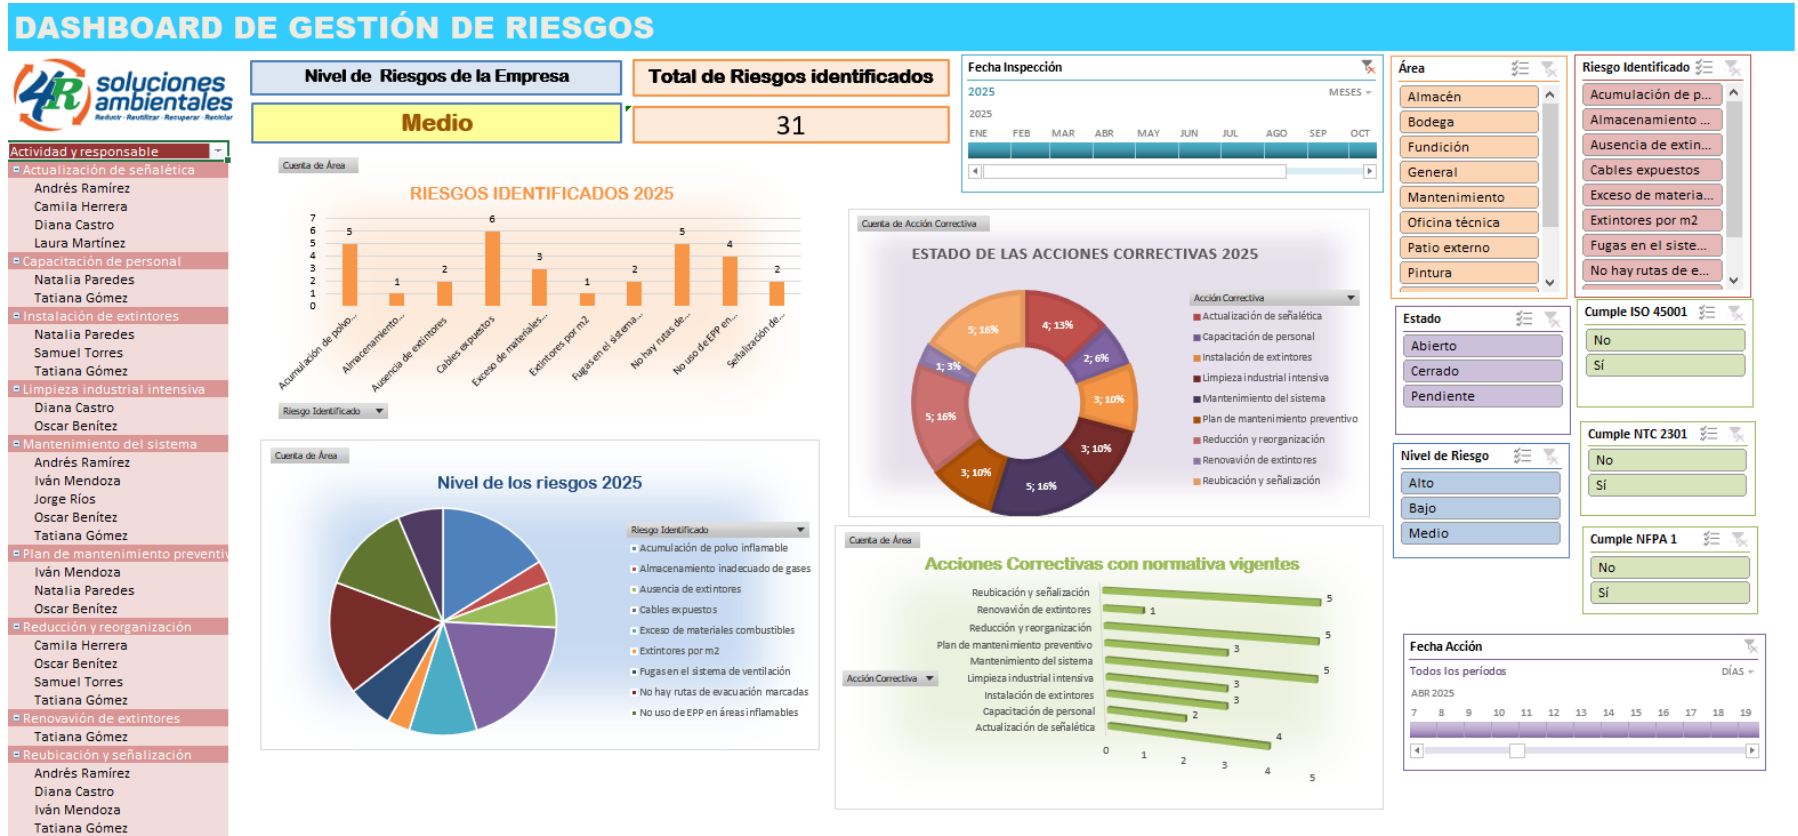 DASHBOARD DE GESTIÓN DE RIESGOS
4R soluciones
ambientales
Reducir - Reutilizar - Recuperar - Reciclar
Nivel de Riesgos de la Empresa
Medio
Total de Riesgos identificados
31
Actividad y responsable
Actualización de señalética
Andrés Ramírez
Camila Herrera
Diana Castro
Laura Martínez
Capacitación de personal
Natalia Paredes
Tatiana Gómez
Instalación de extintores
Natalia Paredes
Samuel Torres
Tatiana Gómez
Limpieza industrial intensiva
Diana Castro
Oscar Benítez
Mantenimiento del sistema
Andrés Ramírez
Iván Mendoza
Jorge Ríos
Oscar Benítez
Tatiana Gómez
Plan de mantenimiento preventiv
Iván Mendoza
Natalia Paredes
Oscar Benítez
Reducción y reorganización
Camila Herrera
Oscar Benítez
Samuel Torres
Tatiana Gómez
Renovación de extintores
Tatiana Gómez
Reubicación y señalización
Andrés Ramírez
Diana Castro
Iván Mendoza
Tatiana Gómez
Cuenta de Área
RIESGOS IDENTIFICADOS 2025
7
6
5
4
3
2
1
0
5
1
2
6
3
1
2
5
4
2
Acumulación de polvo...
Almacenamiento...
Ausencia de extintores
Cables expuestos
Exceso de materiales...
Extintores por m2
Fugas en el sistema...
No hay rutas de...
No uso de EPP en...
Señalización de...
Riesgo Identificado
Cuenta de Área
Nivel de los riesgos 2025
Riesgo Identificado
Acumulación de polvo inflamable
Almacenamiento inadecuado de gases
Ausencia de extintores
Cables expuestos
Exceso de materiales combustibles
Extintores por m2
Fugas en el sistema de ventilación
No hay rutas de evacuación marcadas
No uso de EPP en áreas inflamables
Fecha Inspección
2025
MESES
2025
ENE FEB MAR ABR MAY JUN JUL AGO SEP OCT
Cuenta de Acción Correctiva
ESTADO DE LAS ACCIONES CORRECTIVAS 2025
4; 13%
2; 6%
3; 10%
3; 10%
5; 16%
3; 10%
5; 16%
1; 3%
5; 16%
Acción Correctiva
Actualización de señalética
Capacitación de personal
Instalación de extintores
Limpieza industrial intensiva
Mantenimiento del sistema
Plan de mantenimiento preventivo
Reducción y reorganización
Renovación de extintores
Reubicación y señalización
Cuenta de Área
Acciones Correctivas con normativa vigentes
Reubicación y señalización 5
Renovación de extintores 1
Reducción y reorganización 5
Plan de mantenimiento preventivo 3
Mantenimiento del sistema 5
Limpieza industrial intensiva 3
Instalación de extintores 3
Capacitación de personal 2
Actualización de señalética 4
0 1 2 3 4 5
Acción Correctiva
Área
Almacén
Bodega
Fundición
General
Mantenimiento
Oficina técnica
Patio externo
Pintura
Riesgo Identificado
Acumulación de p...
Almacenamiento ...
Ausencia de extin...
Cables expuestos
Exceso de materia...
Extintores por m2
Fugas en el siste...
No hay rutas de e...
Estado
Abierto
Cerrado
Pendiente
Cumple ISO 45001
No
Sí
Nivel de Riesgo
Alto
Bajo
Medio
Cumple NTC 2301
No
Sí
Cumple NFPA 1
No
Sí
Fecha Acción
Todos los períodos
DÍAS
ABR 2025
7 8 9 10 11 12 13 14 15 16 17 18 19